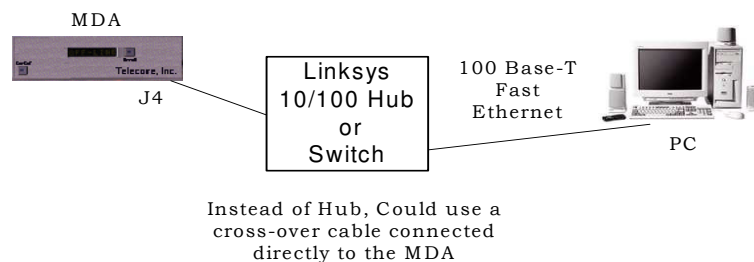 MDA
Telecore, Inc.
J4
Linksys
10/100 Hub
or
Switch
100 Base-T
Fast
Ethernet
PC
Instead of Hub, Could use a
cross-over cable connected
directly to the MDA